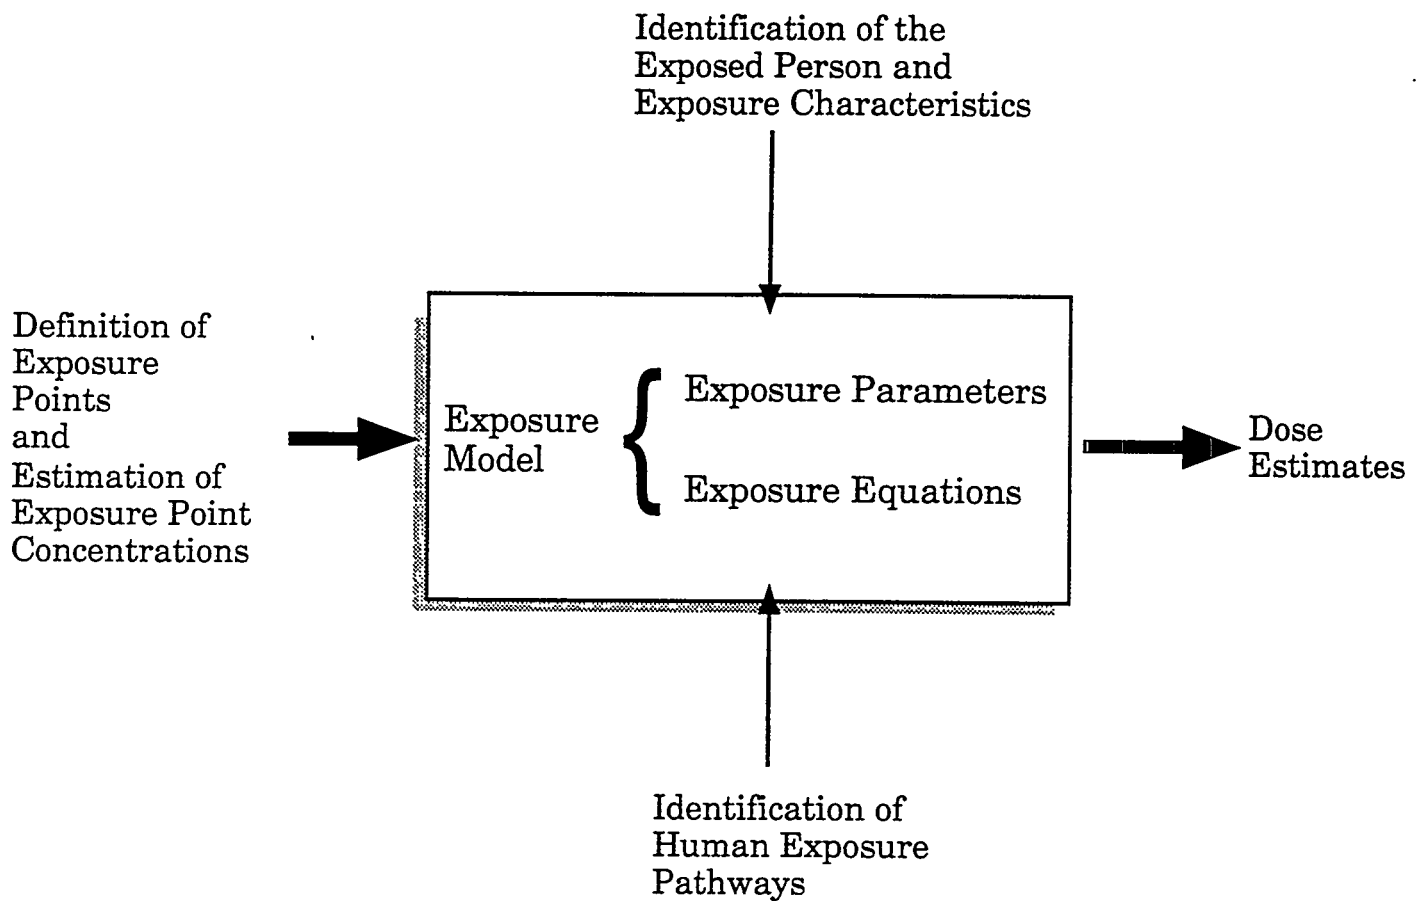 Identification of the
Exposed Person and
Exposure Characteristics
Definition of
Exposure
Points
and
Estimation of
Exposure Point
Concentrations
Exposure
Model
{
Exposure Parameters
Exposure Equations
Dose
Estimates
Identification of
Human Exposure
Pathways